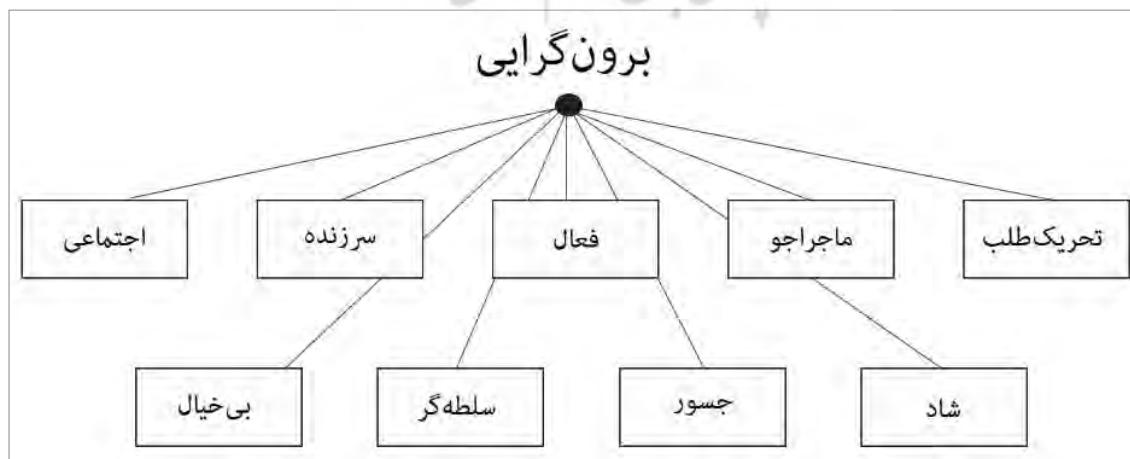 برون‌گرایی
تحریک‌طلب
ماجراجو
فعال
سرزنده
اجتماعی
شاد
جسور
سلطه‌گر
بی‌خیال